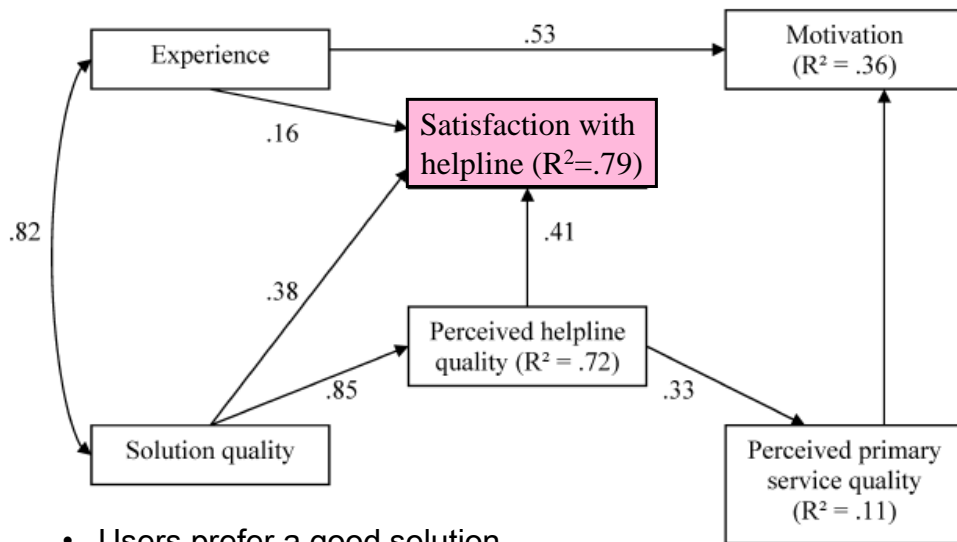 .53
Experience
Motivation
(R² = .36)
.16
Satisfaction with
helpline (R²=.79)
.82
.41
.38
Perceived helpline
quality (R² = .72)
.85
.33
Solution quality
Perceived primary
service quality
(R² = .11)
• Users prefer a good solution